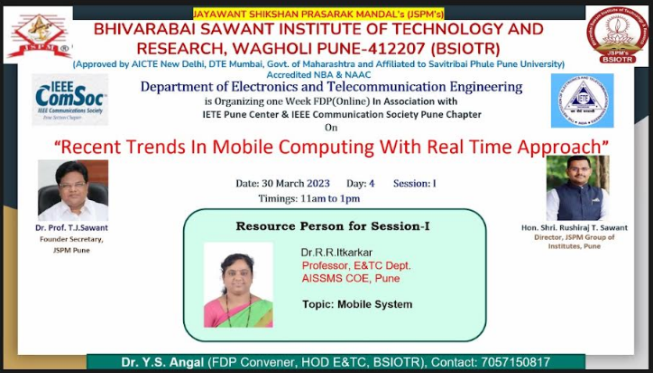 JAYAWANT SHIKSHAN PRASARAK MANDAL's (JSPM's)
BHIVARABAI SAWANT INSTITUTE OF TECHNOLOGY AND
RESEARCH, WAGHOLI PUNE-412207 (BSIOTR)
(Approved by AICTE New Delhi, DTE Mumbai, Govt. of Maharashtra and Affiliated to Savitribai Phule Pune University)
Accredited NBA & NAAC
JSPM
®
JSPM's
BSIOTR
IEEE
ComSoc
IEEE Communications Society
Department of Electronics and Telecommunication Engineering
is Organizing one Week FDP(Online) In Association with
IETE Pune Center & IEEE Communication Society Pune Chapter
On
"Recent Trends In Mobile Computing With Real Time Approach"
Date: 30 March 2023 Day: 4 Session: I
Timings: 11am to 1pm
Dr. Prof. T.J.Sawant
Founder Secretary,
JSPM Pune
Hon. Shri. Rushiraj T. Sawant
Director, JSPM Group of
Institutes, Pune
Resource Person for Session-I
Dr.R.R.Itkarkar
Professor, E&TC Dept.
AISSMS COE, Pune
Topic: Mobile System
Dr. Y.S. Angal (FDP Convener, HOD E&TC, BSIOTR), Contact: 7057150817